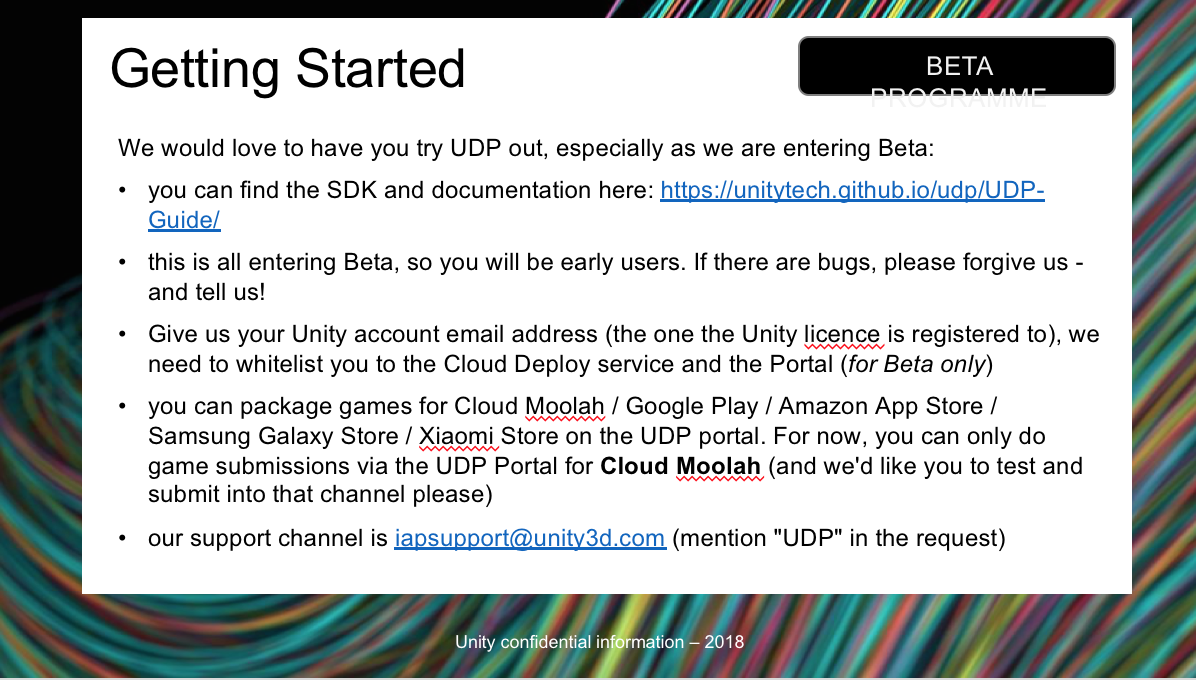 Getting Started
BETA
PROGRAMME
We would love to have you try UDP out, especially as we are entering Beta:
• you can find the SDK and documentation here: https://unitytech.github.io/udp/UDP-
Guide/
• this is all entering Beta, so you will be early users. If there are bugs, please forgive us -
and tell us!
• Give us your Unity account email address (the one the Unity licence is registered to), we
need to whitelist you to the Cloud Deploy service and the Portal (for Beta only)
• you can package games for Cloud Moolah / Google Play / Amazon App Store /
Samsung Galaxy Store / Xiaomi Store on the UDP portal. For now, you can only do
game submissions via the UDP Portal for Cloud Moolah (and we'd like you to test and
submit into that channel please)
• our support channel is iapsupport@unity3d.com (mention "UDP" in the request)
Unity confidential information – 2018